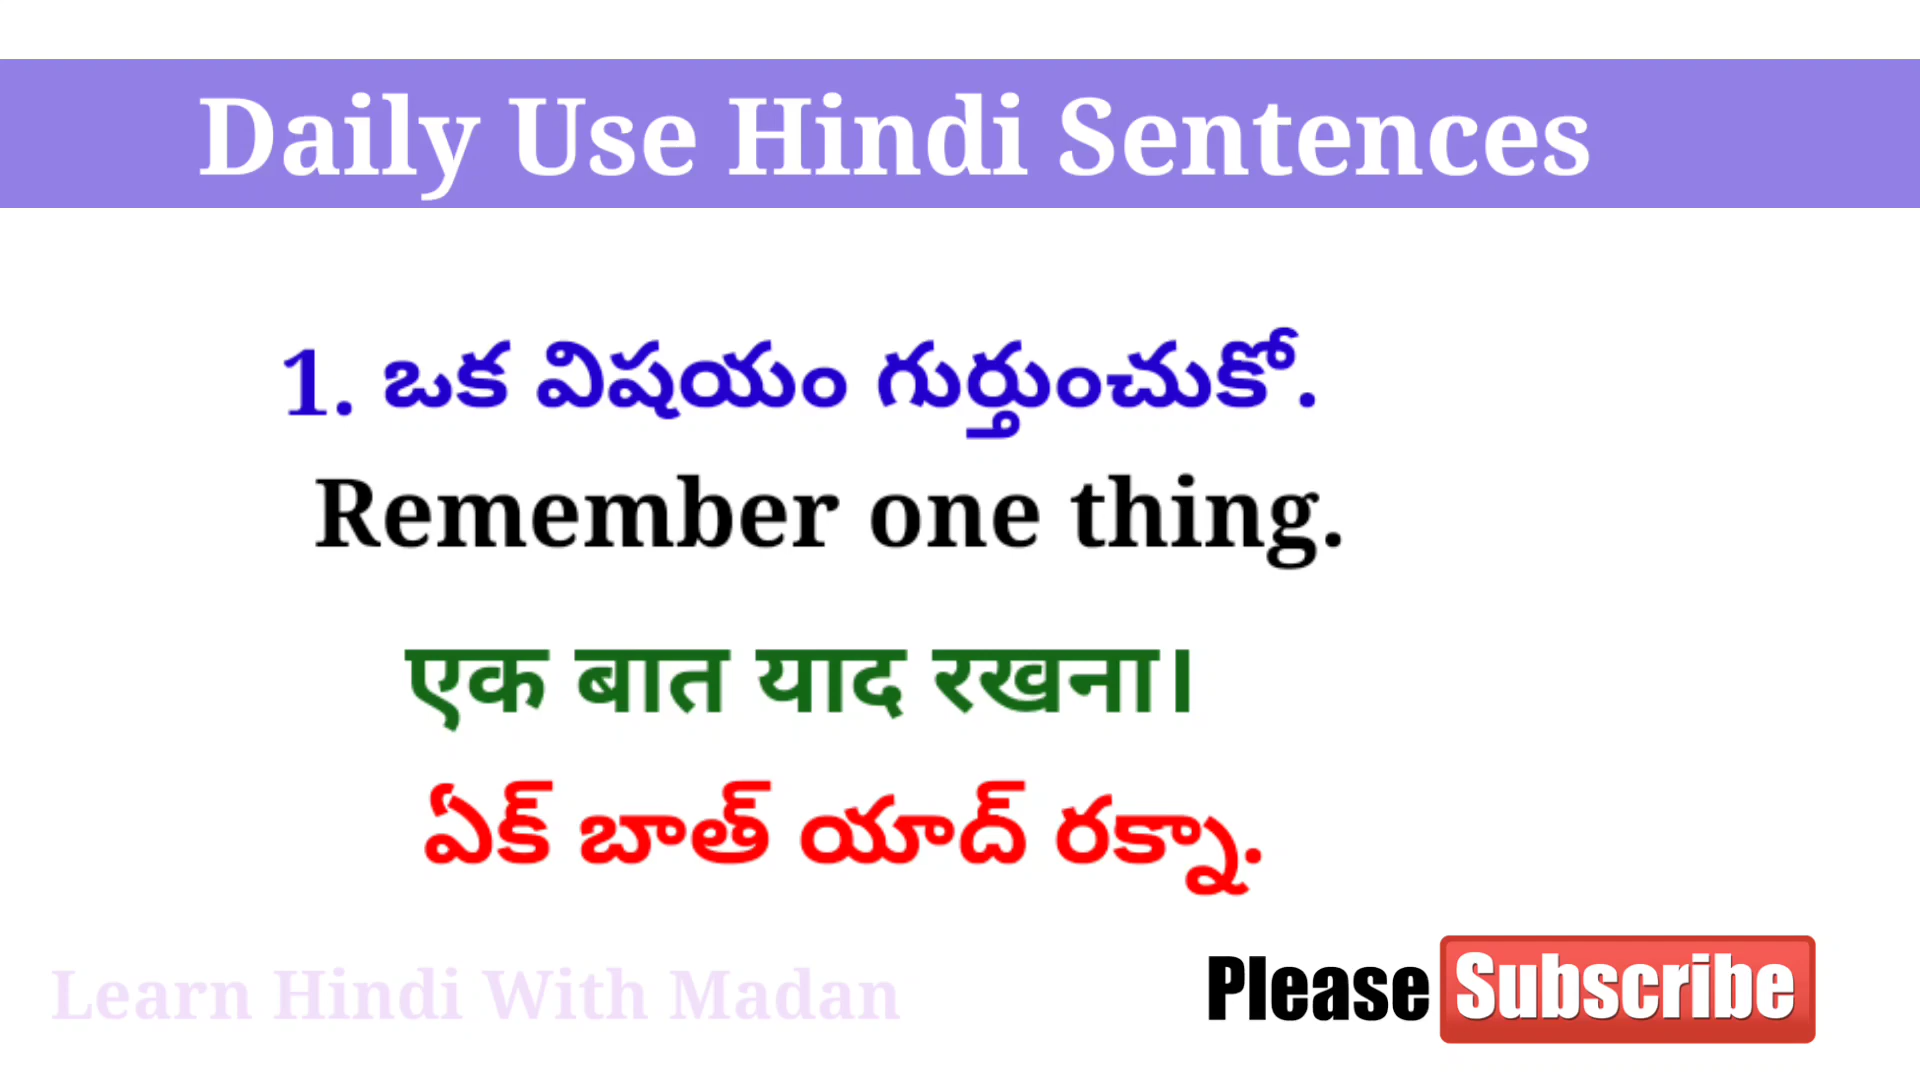 Daily Use Hindi Sentences
1. ఒక విషయం గుర్తుంచుకో.
Remember one thing.
एक बात याद रखना।
ఏక్ బాత్ యాద్ రక్నా.
Learn Hindi With Madan
Please Subscribe